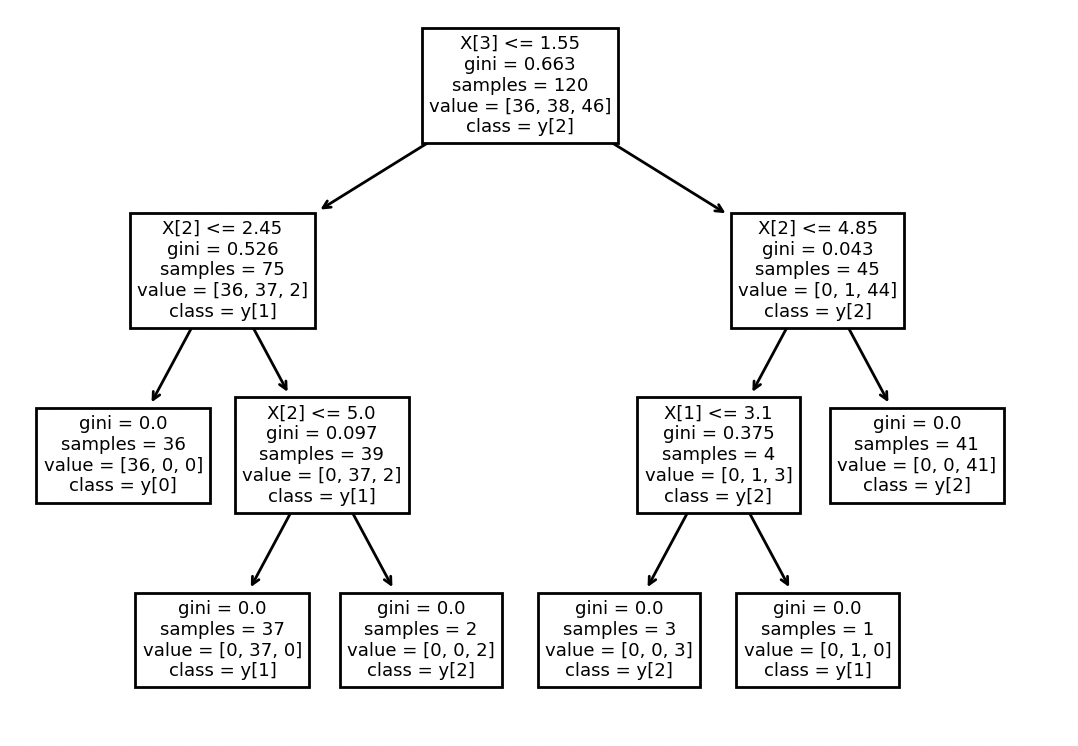 X[3] <= 1.55
gini = 0.663
samples = 120
value = [36, 38, 46]
class = y[2]
X[2] <= 2.45
gini = 0.526
samples = 75
value = [36, 37, 2]
class = y[1]
X[2] <= 4.85
gini = 0.043
samples = 45
value = [0, 1, 44]
class = y[2]
gini = 0.0
samples = 36
value = [36, 0, 0]
class = y[0]
X[2] <= 5.0
gini = 0.097
samples = 39
value = [0, 37, 2]
class = y[1]
X[1] <= 3.1
gini = 0.375
samples = 4
value = [0, 1, 3]
class = y[2]
gini = 0.0
samples = 41
value = [0, 0, 41]
class = y[2]
gini = 0.0
samples = 37
value = [0, 37, 0]
class = y[1]
gini = 0.0
samples = 2
value = [0, 0, 2]
class = y[2]
gini = 0.0
samples = 3
value = [0, 0, 3]
class = y[2]
gini = 0.0
samples = 1
value = [0, 1, 0]
class = y[1]